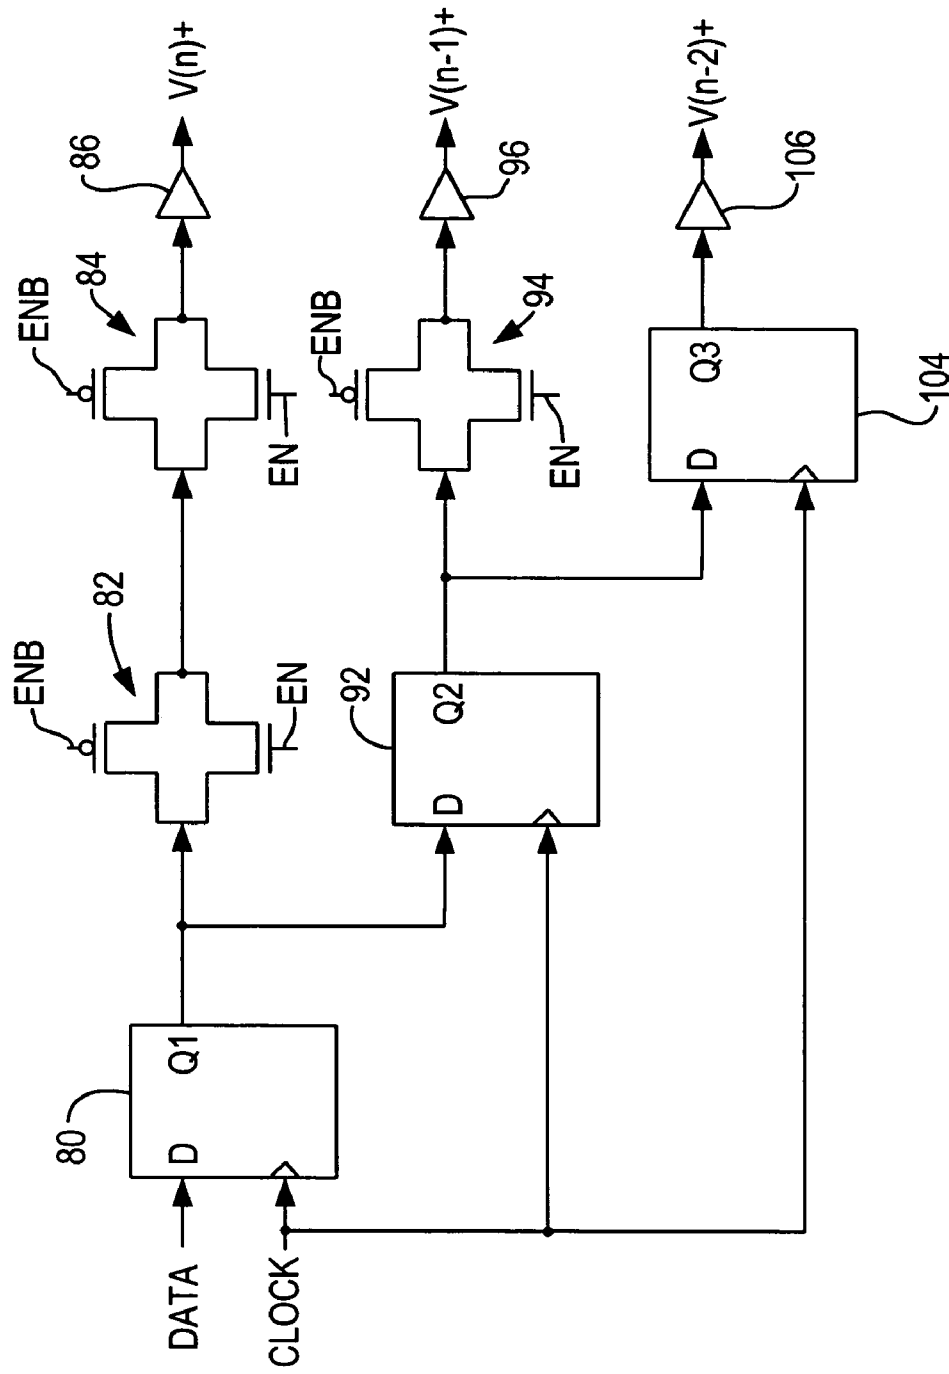 ENB
82
EN
ENB
84
EN
86
V(n)+
80
D
Q1
DATA
CLOCK
92
D
Q2
ENB
94
EN
96
V(n-1)+
D
Q3
104
106
V(n-2)+